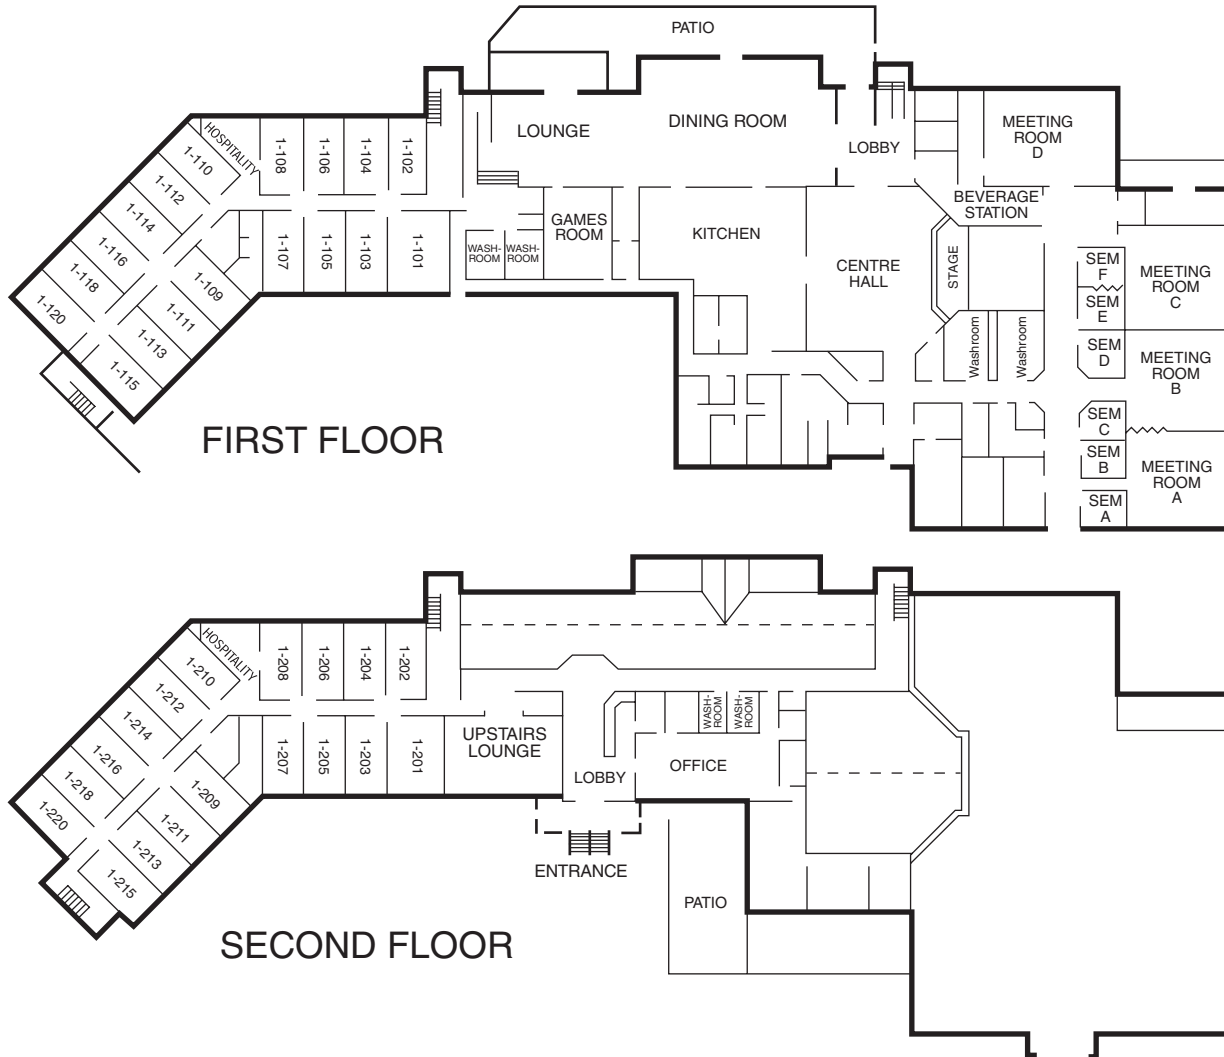 PATIO
LOUNGE
DINING ROOM
LOBBY
MEETING
ROOM
D
HOSPITALITY
1-110
1-112
1-114
1-116
1-118
1-120
1-108
1-106
1-104
1-102
1-107
1-105
1-103
1-101
1-109
1-111
1-113
1-115
WASH-
ROOM
WASH-
ROOM
GAMES
ROOM
KITCHEN
CENTRE
HALL
STAGE
BEVERAGE
STATION
Washroom
Washroom
SEM
F
SEM
E
SEM
D
SEM
C
SEM
B
SEM
A
MEETING
ROOM
C
MEETING
ROOM
B
MEETING
ROOM
A
FIRST FLOOR
HOSPITALITY
1-210
1-212
1-214
1-216
1-218
1-220
1-208
1-206
1-204
1-202
1-207
1-205
1-203
1-201
1-209
1-211
1-213
1-215
UPSTAIRS
LOUNGE
LOBBY
WASH-
ROOM
WASH-
ROOM
OFFICE
ENTRANCE
PATIO
SECOND FLOOR